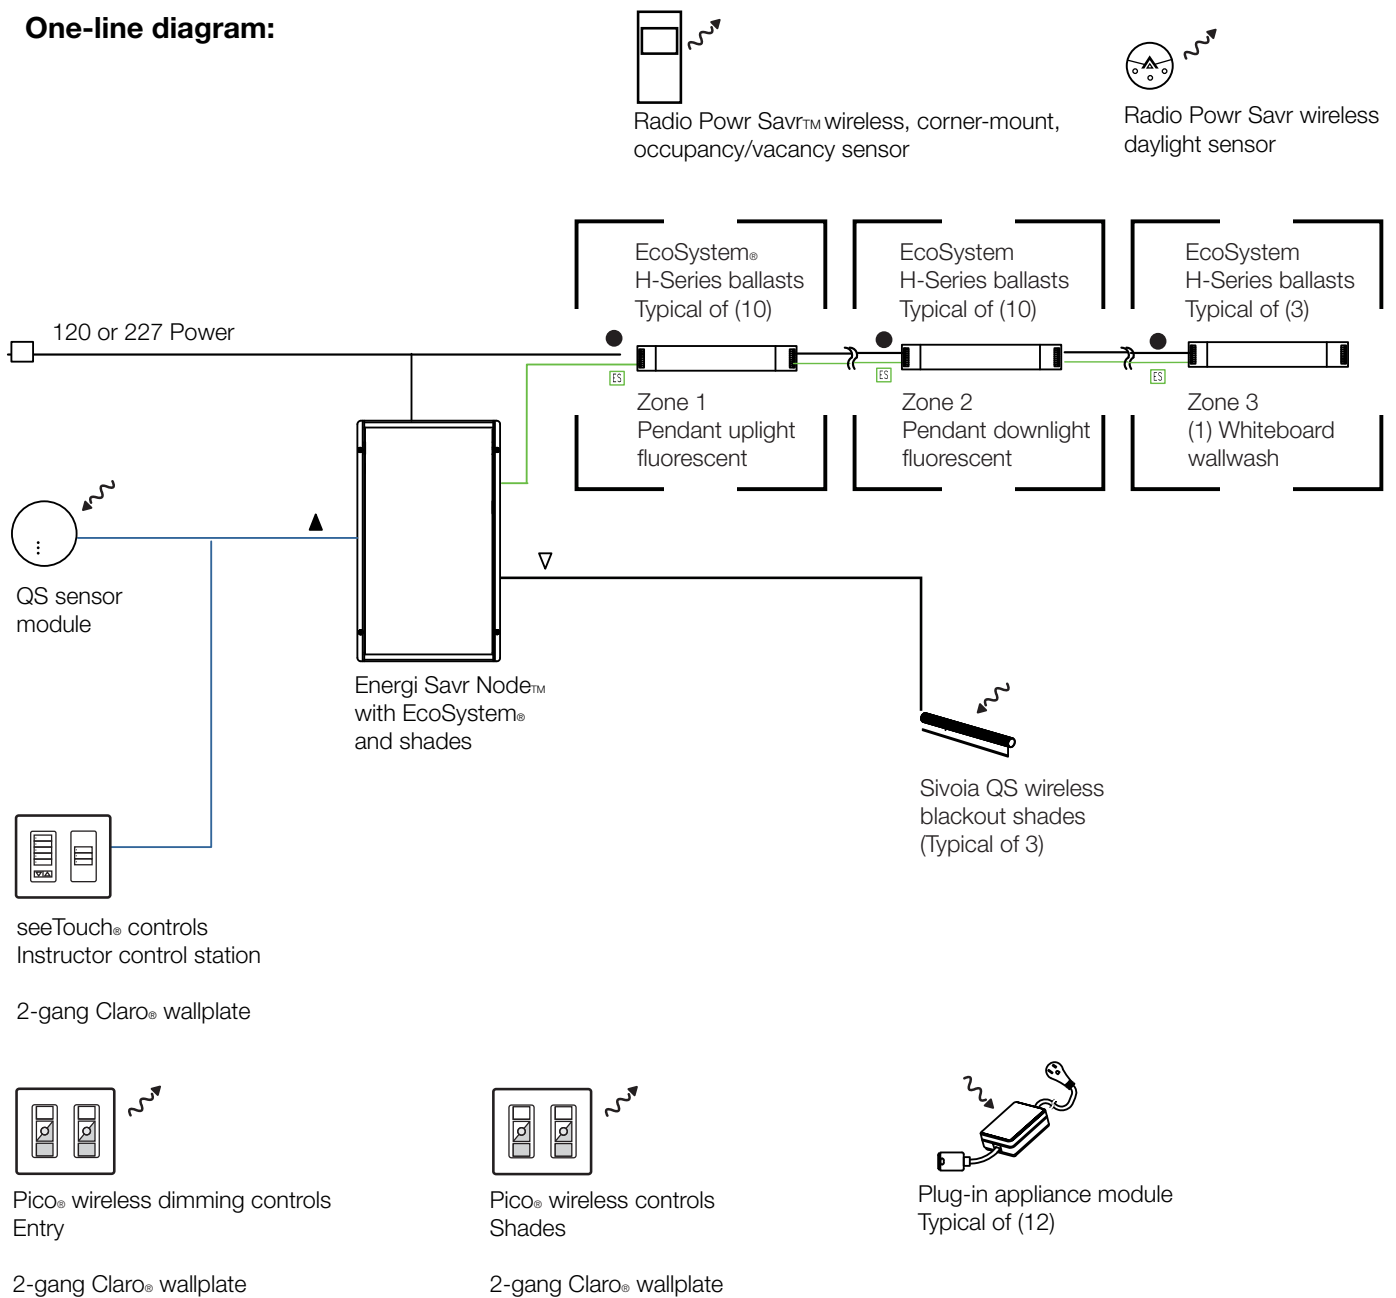 One-line diagram:
Radio Powr Savr™ wireless, corner-mount,
occupancy/vacancy sensor
Radio Powr Savr wireless
daylight sensor
EcoSystem®
H-Series ballasts
Typical of (10)
EcoSystem
H-Series ballasts
Typical of (10)
EcoSystem
H-Series ballasts
Typical of (3)
120 or 227 Power
ES
ES
ES
Zone 1
Pendant uplight
fluorescent
Zone 2
Pendant downlight
fluorescent
Zone 3
(1) Whiteboard
wallwash
QS sensor
module
Energi Savr Node™
with EcoSystem®
and shades
Sivoia QS wireless
blackout shades
(Typical of 3)
seeTouch® controls
Instructor control station
2-gang Claro® wallplate
Pico® wireless dimming controls
Entry
2-gang Claro® wallplate
Pico® wireless controls
Shades
2-gang Claro® wallplate
Plug-in appliance module
Typical of (12)